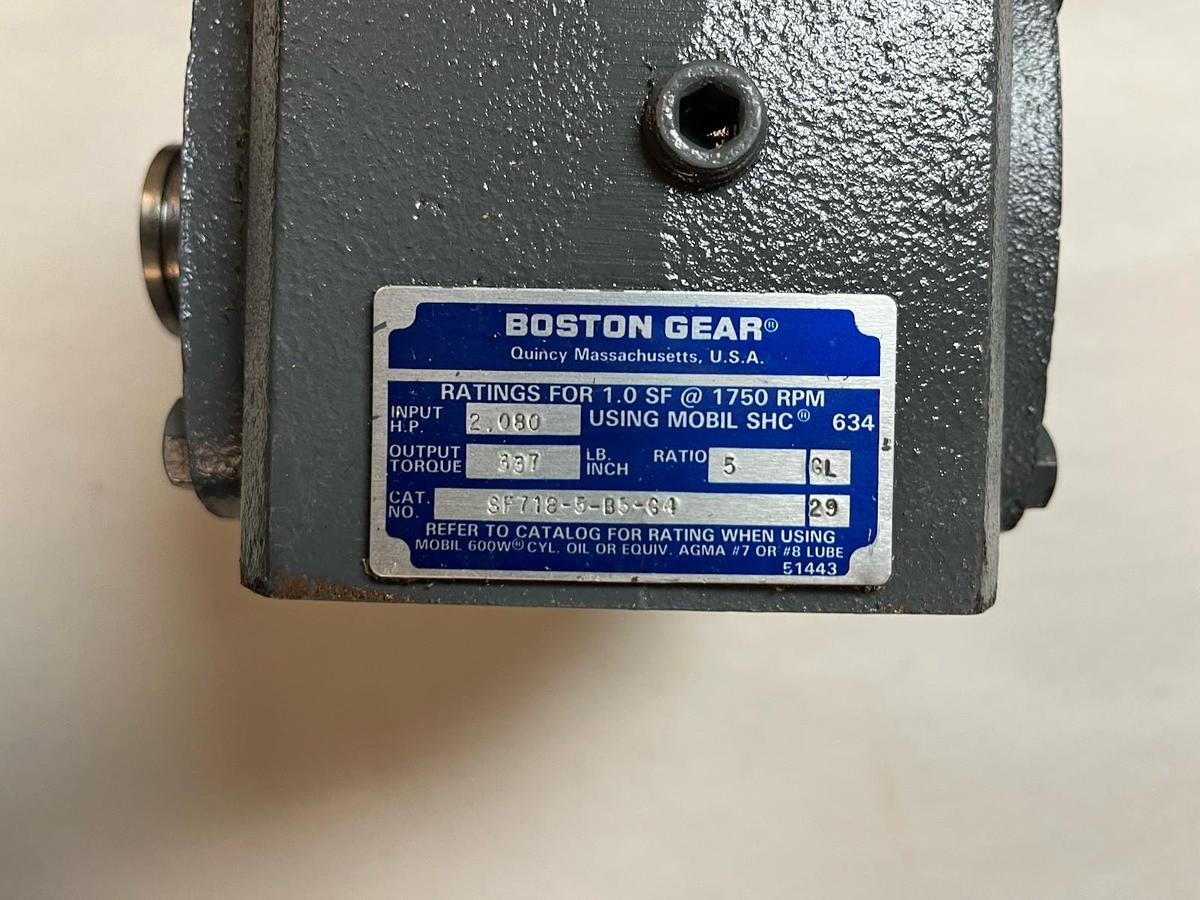 BOSTON GEAR®
Quincy Massachusetts, U.S.A.
RATINGS FOR 1.0 SF @ 1750 RPM
INPUT H.P. 2.080 USING MOBIL SHC® 634
OUTPUT TORQUE 337 LB. INCH RATIO 5 GL
CAT. NO. SF718-5-B5-G4 29
REFER TO CATALOG FOR RATING WHEN USING
MOBIL 600W® CYL. OIL OR EQUIV. AGMA #7 OR #8 LUBE
51443